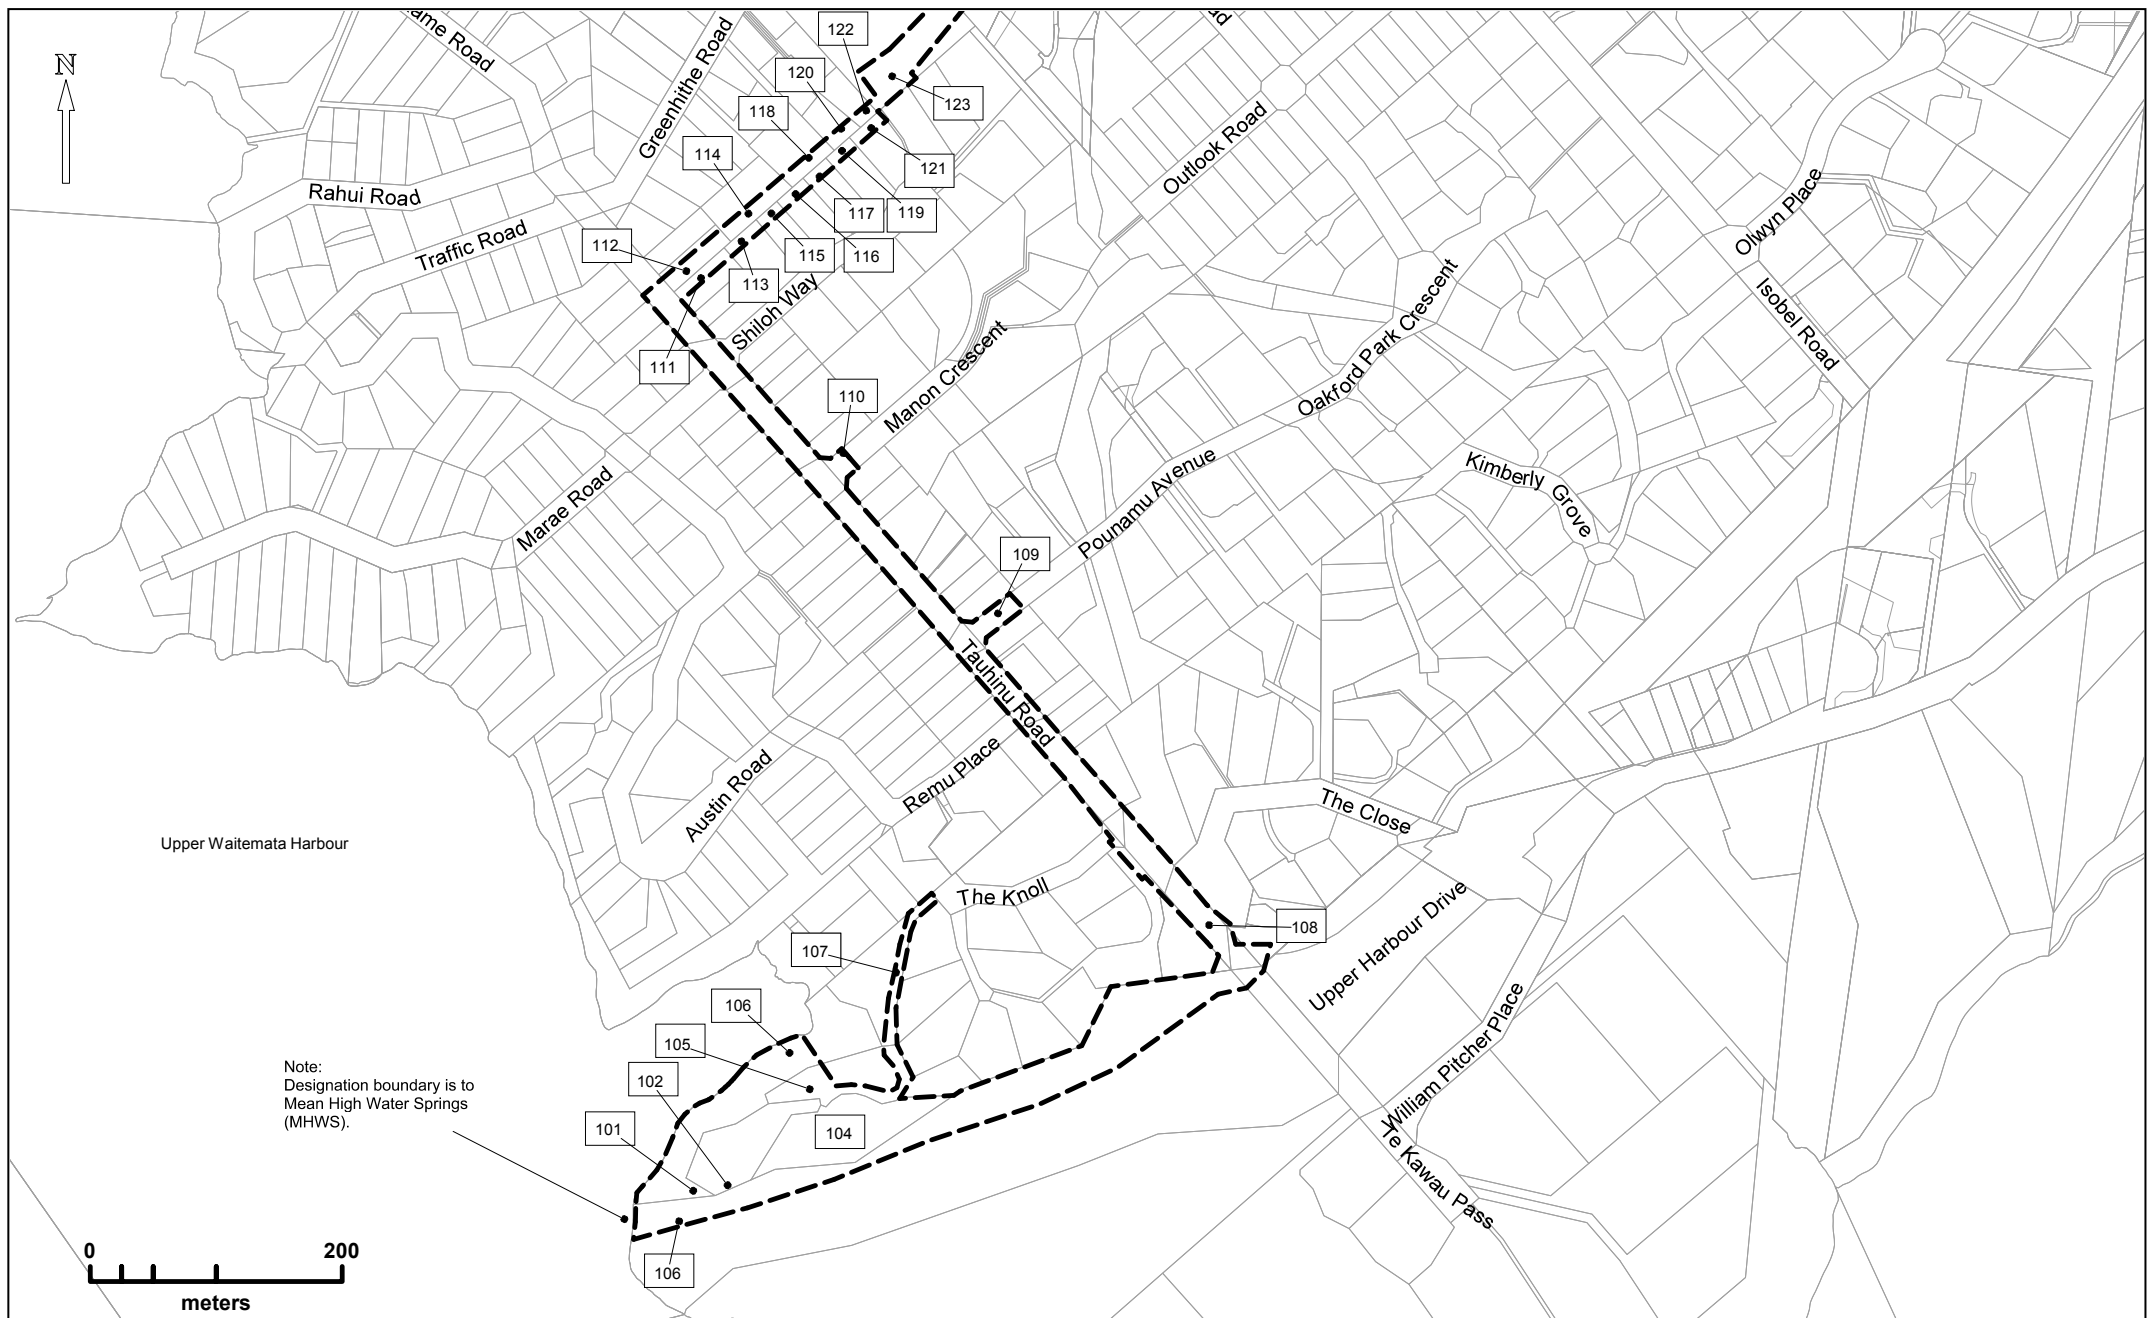 ame Road
Greenhithe Road
122
ad
N
120
123
118
114
121
Outlook Road
Rahui Road
117
119
Traffic Road
112
115
116
Olwyn Place
113
Shiloh Way
111
Isobel Road
Manon Crescent
Oakford Park Crescent
110
Kimberly Grove
Marae Road
Pounamu Avenue
109
Tauhinu Road
Austin Road
Remu Place
The Close
Upper Waitemata Harbour
The Knoll
108
107
Upper Harbour Drive
106
105
102
William Pitcher Place
Note:
Designation boundary is to
Mean High Water Springs
(MHWS).
101
104
Te Kawau Pass
106
0 200
meters